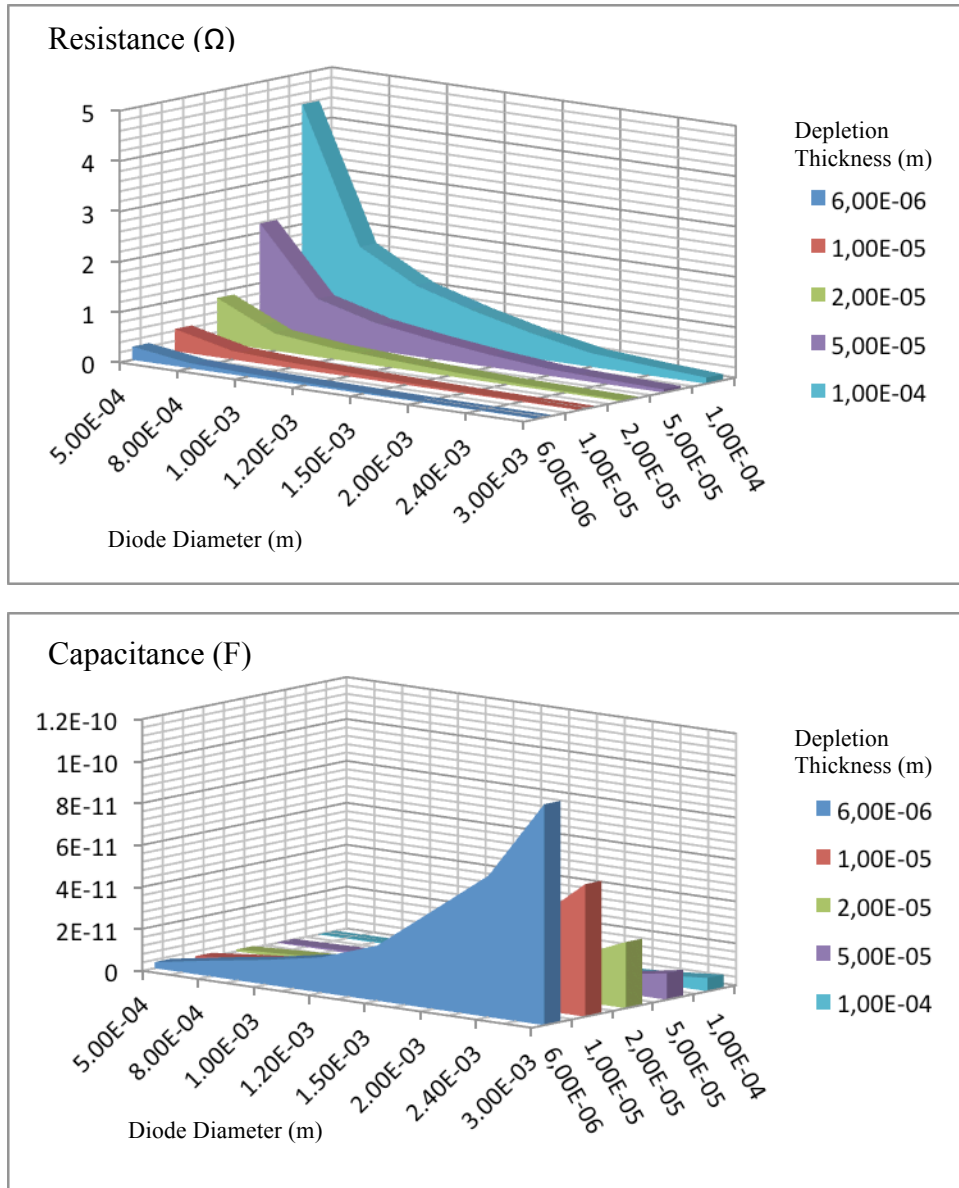 Resistance (Ω)
5
4
3
2
1
0
5.00E-04
8.00E-04
1.00E-03
1.20E-03
1.50E-03
2.00E-03
2.40E-03
3.00E-03
6,00E-06
1,00E-05
2,00E-05
5,00E-05
1,00E-04
Diode Diameter (m)
Depletion
Thickness (m)
6,00E-06
1,00E-05
2,00E-05
5,00E-05
1,00E-04
Capacitance (F)
1.2E-10
1E-10
8E-11
6E-11
4E-11
2E-11
0
5.00E-04
8.00E-04
1.00E-03
1.20E-03
1.50E-03
2.00E-03
2.40E-03
3.00E-03
6,00E-06
1,00E-05
2,00E-05
5,00E-05
1,00E-04
Diode Diameter (m)
Depletion
Thickness (m)
6,00E-06
1,00E-05
2,00E-05
5,00E-05
1,00E-04